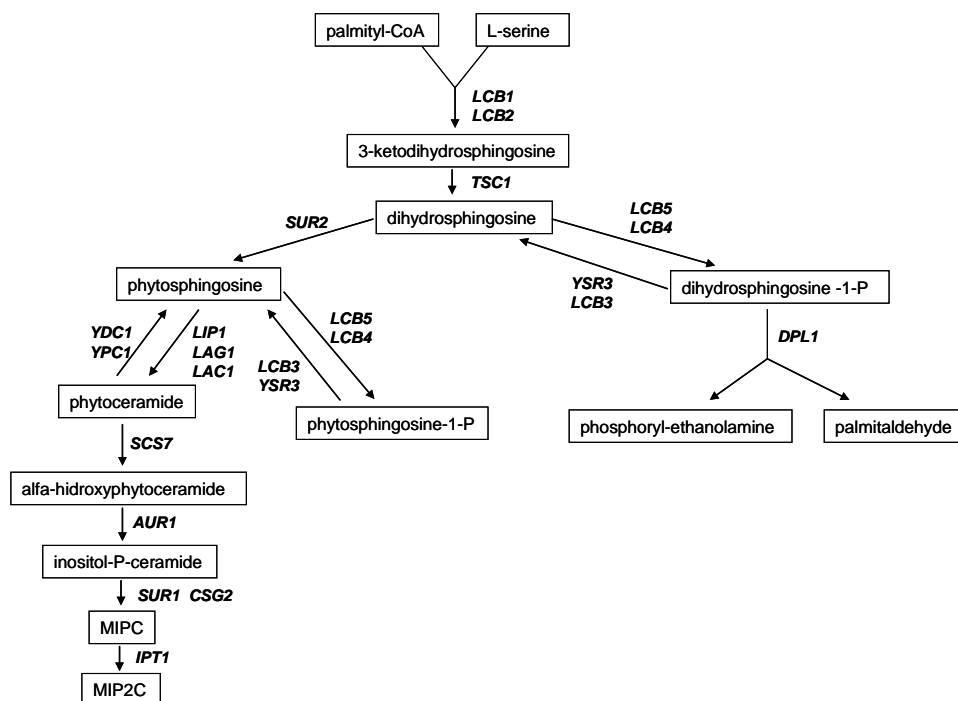 palmityl-CoA
L-serine
LCB1
LCB2
3-ketodihydrosphingosine
TSC1
dihydrosphingosine
SUR2
LCB5
LCB4
phytosphingosine
YSR3
LCB3
dihydrosphingosine -1-P
YDC1
YPC1
LIP1
LAG1
LAC1
LCB5
LCB4
LCB3
YSR3
DPL1
phytoceramide
phytosphingosine-1-P
phosphoryl-ethanolamine
palmitaldehyde
SCS7
alfa-hidroxyphytoceramide
AUR1
inositol-P-ceramide
SUR1 CSG2
MIPC
IPT1
MIP2C